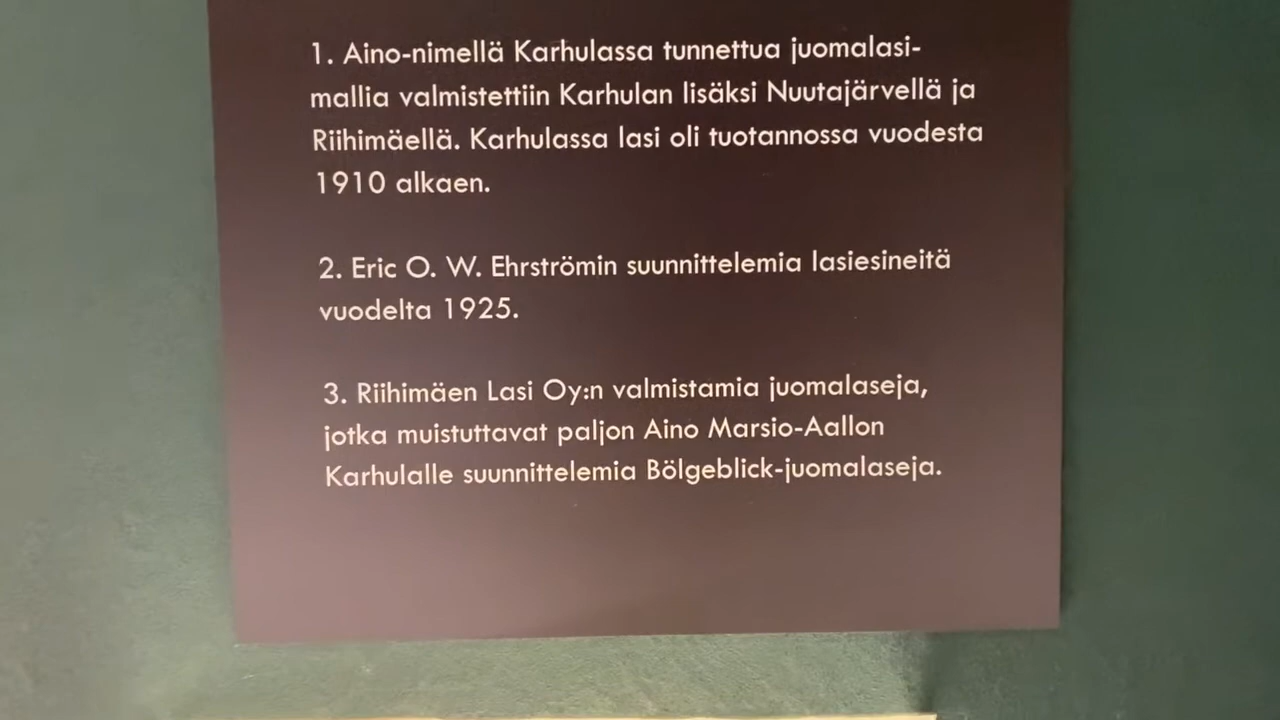 1. Aino-nimellä Karhulassa tunnettua juomalasi-
mallia valmistettiin Karhulan lisäksi Nuutajärvellä ja
Riihimäellä. Karhulassa lasi oli tuotannossa vuodesta
1910 alkaen.
2. Eric O. W. Ehrströmin suunnittelemia lasiesineitä
vuodelta 1925.
3. Riihimäen Lasi Oy:n valmistamia juomalaseja,
jotka muistuttavat paljon Aino Marsio-Aallon
Karhulalle suunnittelemia Bölgeblick-juomalaseja.